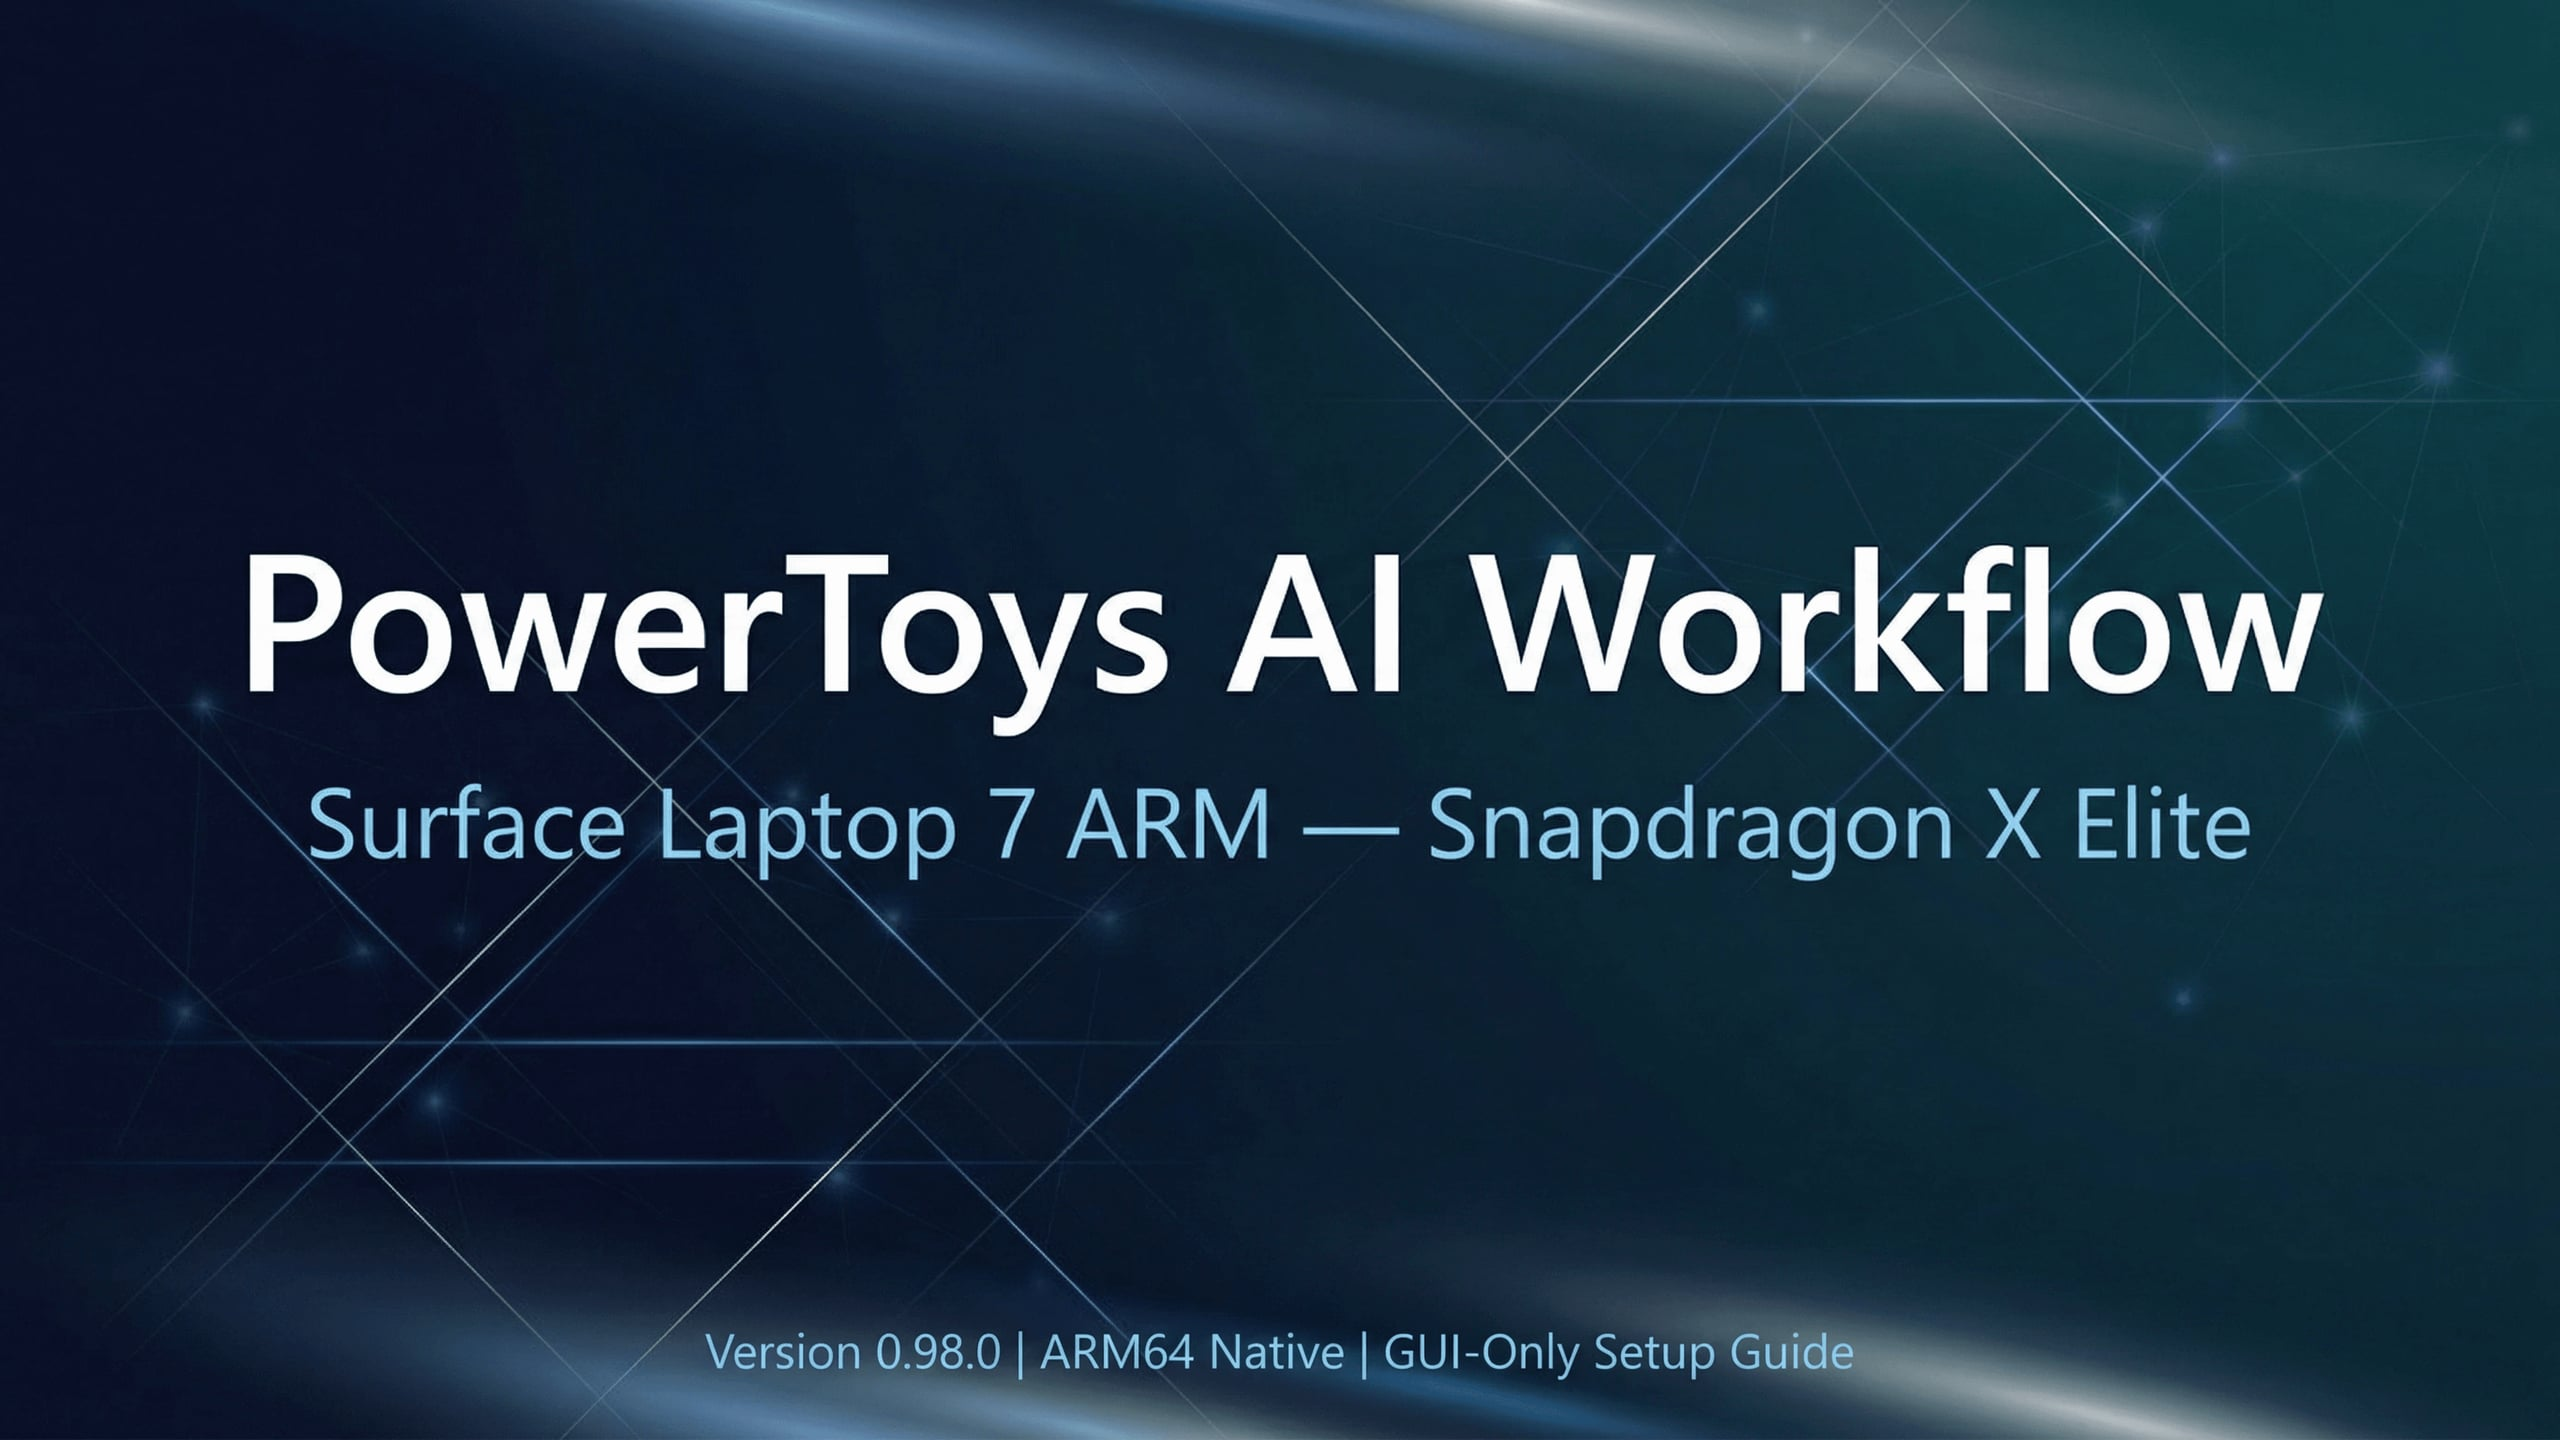 PowerToys AI Workflow
Surface Laptop 7 ARM — Snapdragon X Elite
Version 0.98.0 | ARM64 Native | GUI-Only Setup Guide